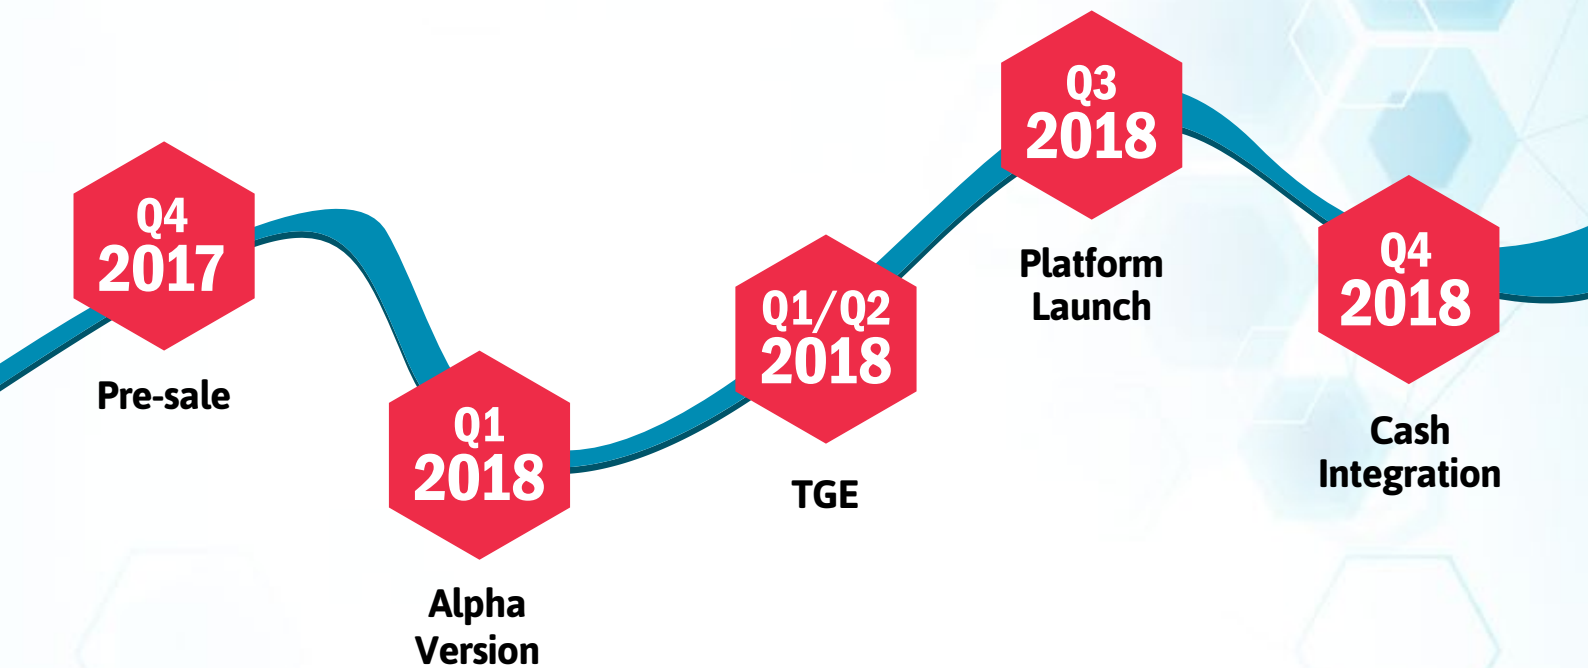 Q4
2017
Pre-sale
Q1
2018
Alpha
Version
Q1/Q2
2018
TGE
Q3
2018
Platform
Launch
Q4
2018
Cash
Integration